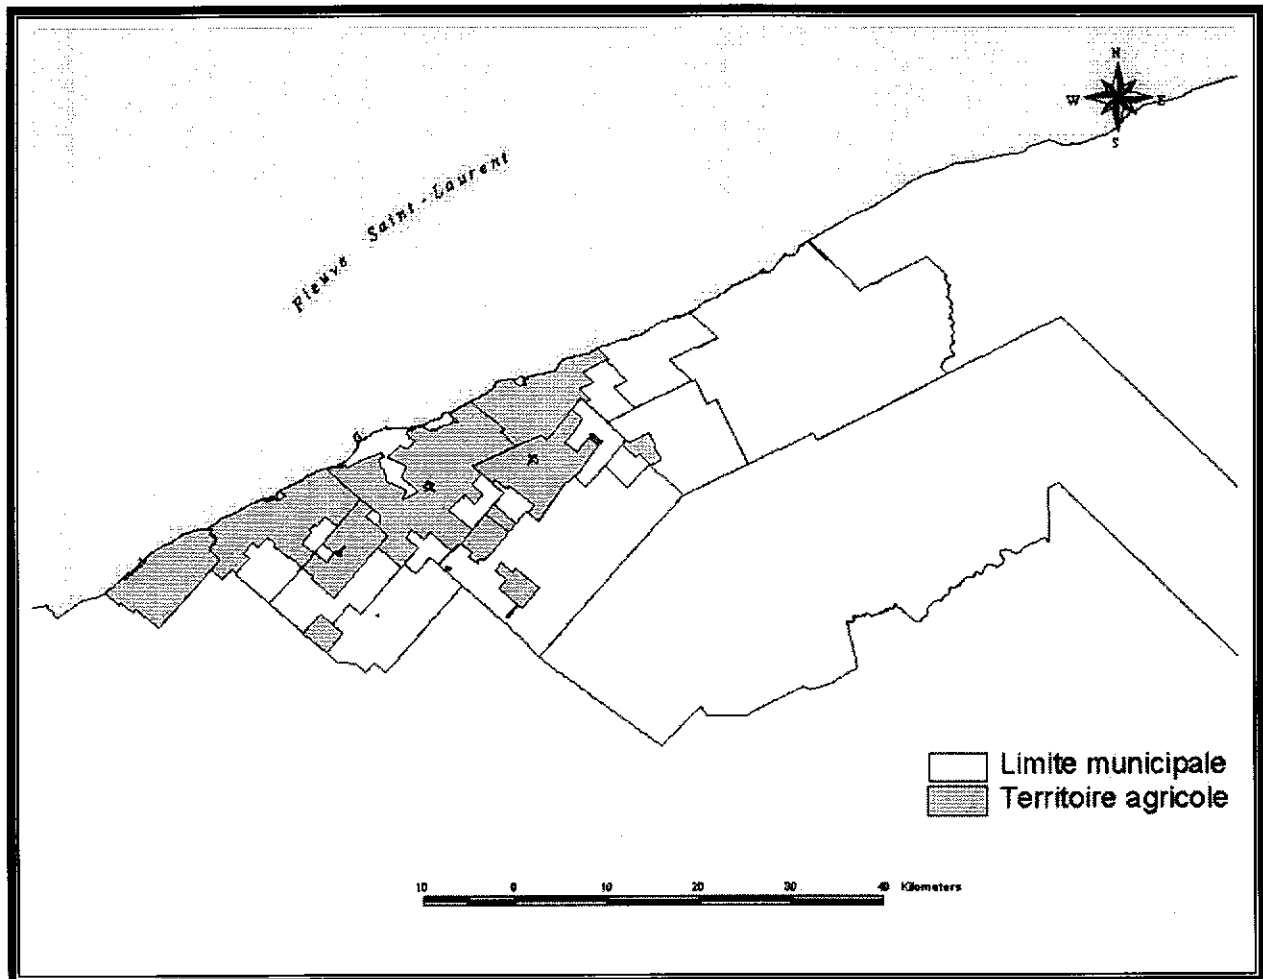 N
W E
S
Fleuve Saint-Laurent
Limite municipale
Territoire agricole
10 0 10 20 30 40 Kilometers